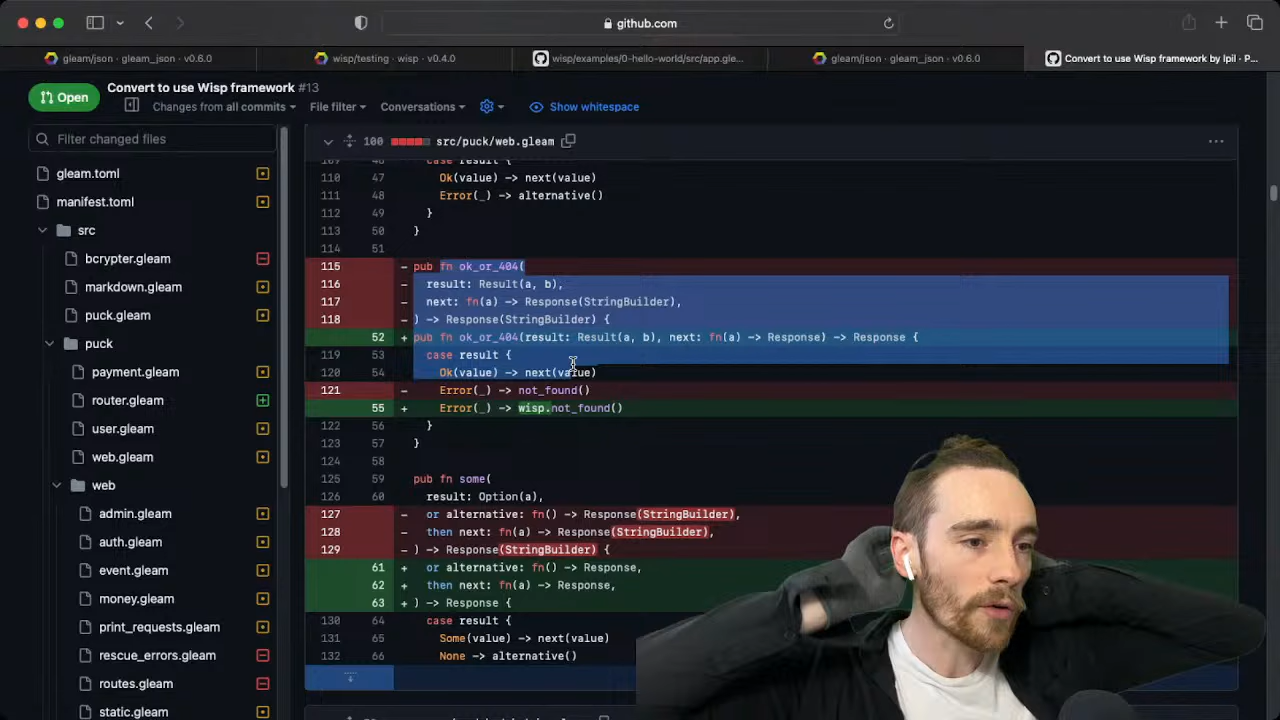 github.com
gleam/json · gleam_json · v0.6.0
wisp/testing · wisp · v0.4.0
wisp/examples/0-hello-world/src/app.gle...
gleam/json · gleam_json · v0.6.0
Convert to use Wisp framework by lpil · P...
Open
Convert to use Wisp framework #13
Changes from all commits
File filter
Conversations
Show whitespace
Filter changed files
gleam.toml
manifest.toml
src
bcrypter.gleam
markdown.gleam
puck.gleam
puck
payment.gleam
router.gleam
user.gleam
web.gleam
web
admin.gleam
auth.gleam
event.gleam
money.gleam
print_requests.gleam
rescue_errors.gleam
routes.gleam
static.gleam
100 src/puck/web.gleam
109 46 case result {
110 47 Ok(value) -> next(value)
111 48 Error(_) -> alternative()
112 49 }
113 50 }
114 51
115 - pub fn ok_or_404(
116 result: Result(a, b),
117 next: fn(a) -> Response(StringBuilder),
118 ) -> Response(StringBuilder) {
52 + pub fn ok_or_404(result: Result(a, b), next: fn(a) -> Response) -> Response {
119 53 case result {
120 54 Ok(value) -> next(value)
121 - Error(_) -> not_found()
55 + Error(_) -> wisp.not_found()
122 56 }
123 57 }
124 58
125 59 pub fn some(
126 60 result: Option(a),
127 - or alternative: fn() -> Response(StringBuilder),
128 - then next: fn(a) -> Response(StringBuilder),
129 - ) -> Response(StringBuilder) {
61 + or alternative: fn() -> Response,
62 + then next: fn(a) -> Response,
63 + ) -> Response {
130 64 case result {
131 65 Some(value) -> next(value)
132 66 None -> alternative()